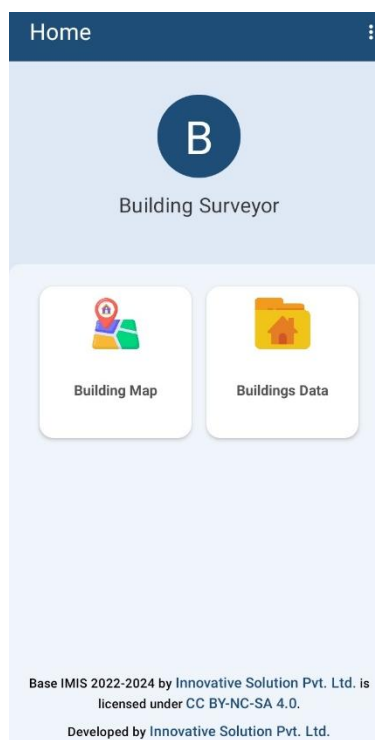 Home
B
Building Surveyor
Building Map
Buildings Data
Base IMIS 2022-2024 by Innovative Solution Pvt. Ltd. is
licensed under CC BY-NC-SA 4.0.
Developed by Innovative Solution Pvt. Ltd.